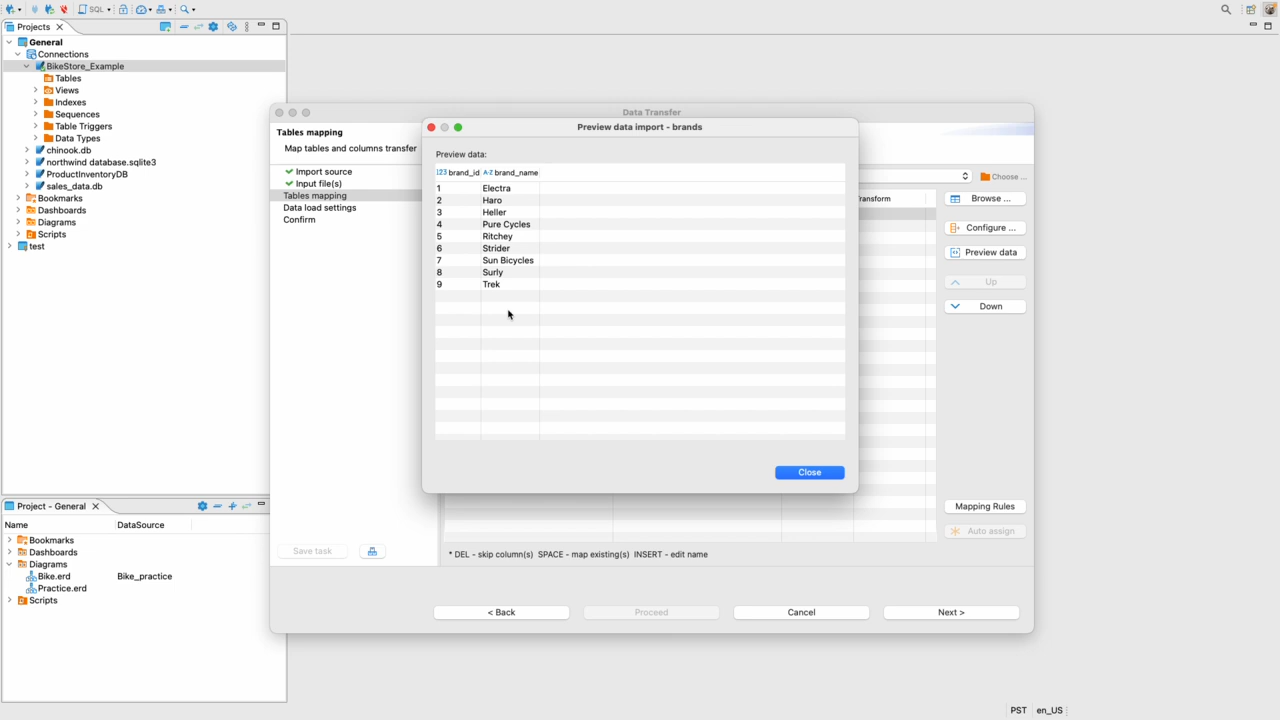 SQL
Projects
General
Connections
BikeStore_Example
Tables
Views
Indexes
Sequences
Table Triggers
Data Types
chinook.db
northwind database.sqlite3
ProductInventoryDB
sales_data.db
Bookmarks
Dashboards
Diagrams
Scripts
test
Project - General
Name DataSource
Bookmarks
Dashboards
Diagrams
Bike.erd Bike_practice
Practice.erd
Scripts
Data Transfer
Tables mapping
Map tables and columns transfer
Import source
Input file(s)
Tables mapping
Data load settings
Confirm
Save task
Preview data import - brands
Preview data:
123 brand_id A-Z brand_name
1 Electra
2 Haro
3 Heller
4 Pure Cycles
5 Ritchey
6 Strider
7 Sun Bicycles
8 Surly
9 Trek
Close
Choose ...
ransform
Browse ...
Configure ...
Preview data
Up
Down
Mapping Rules
Auto assign
* DEL - skip column(s) SPACE - map existing(s) INSERT - edit name
< Back
Proceed
Cancel
Next >
PST en_US